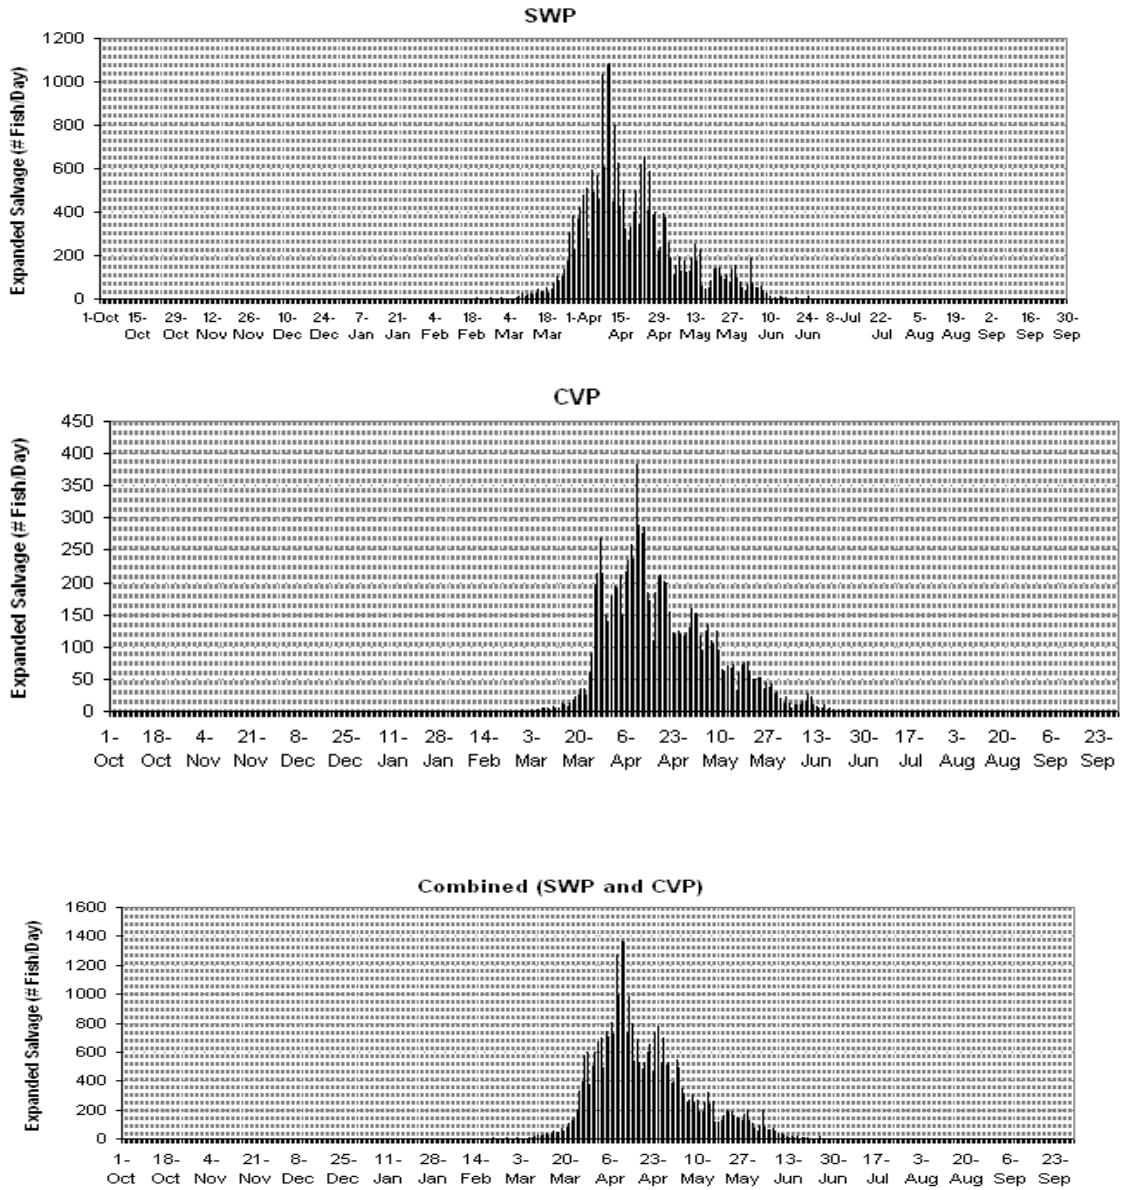 SWP
Expanded Salvage (# Fish/Day)
1200
1000
800
600
400
200
0
1-Oct 15- 29- 12- 26- 10- 24- 7- 21- 4- 18- 4- 18- 1-Apr 15- 29- 13- 27- 10- 24- 8-Jul 22- 5- 19- 2- 16- 30-
Oct Oct Nov Nov Dec Dec Jan Jan Feb Feb Mar Mar Apr Apr May May Jun Jun Jul Aug Aug Sep Sep Sep
CVP
Expanded Salvage (# Fish/Day)
450
400
350
300
250
200
150
100
50
0
1- 18- 4- 21- 8- 25- 11- 28- 14- 3- 20- 6- 23- 10- 27- 13- 30- 17- 3- 20- 6- 23-
Oct Oct Nov Nov Dec Dec Jan Jan Feb Mar Mar Apr Apr May May Jun Jun Jul Aug Aug Sep Sep
Combined (SWP and CVP)
Expanded Salvage (# Fish/Day)
1600
1400
1200
1000
800
600
400
200
0
1- 18- 4- 21- 8- 25- 11- 28- 14- 3- 20- 6- 23- 10- 27- 13- 30- 17- 3- 20- 6- 23-
Oct Oct Nov Nov Dec Dec Jan Jan Feb Mar Mar Apr Apr May May Jun Jun Jul Aug Aug Sep Sep